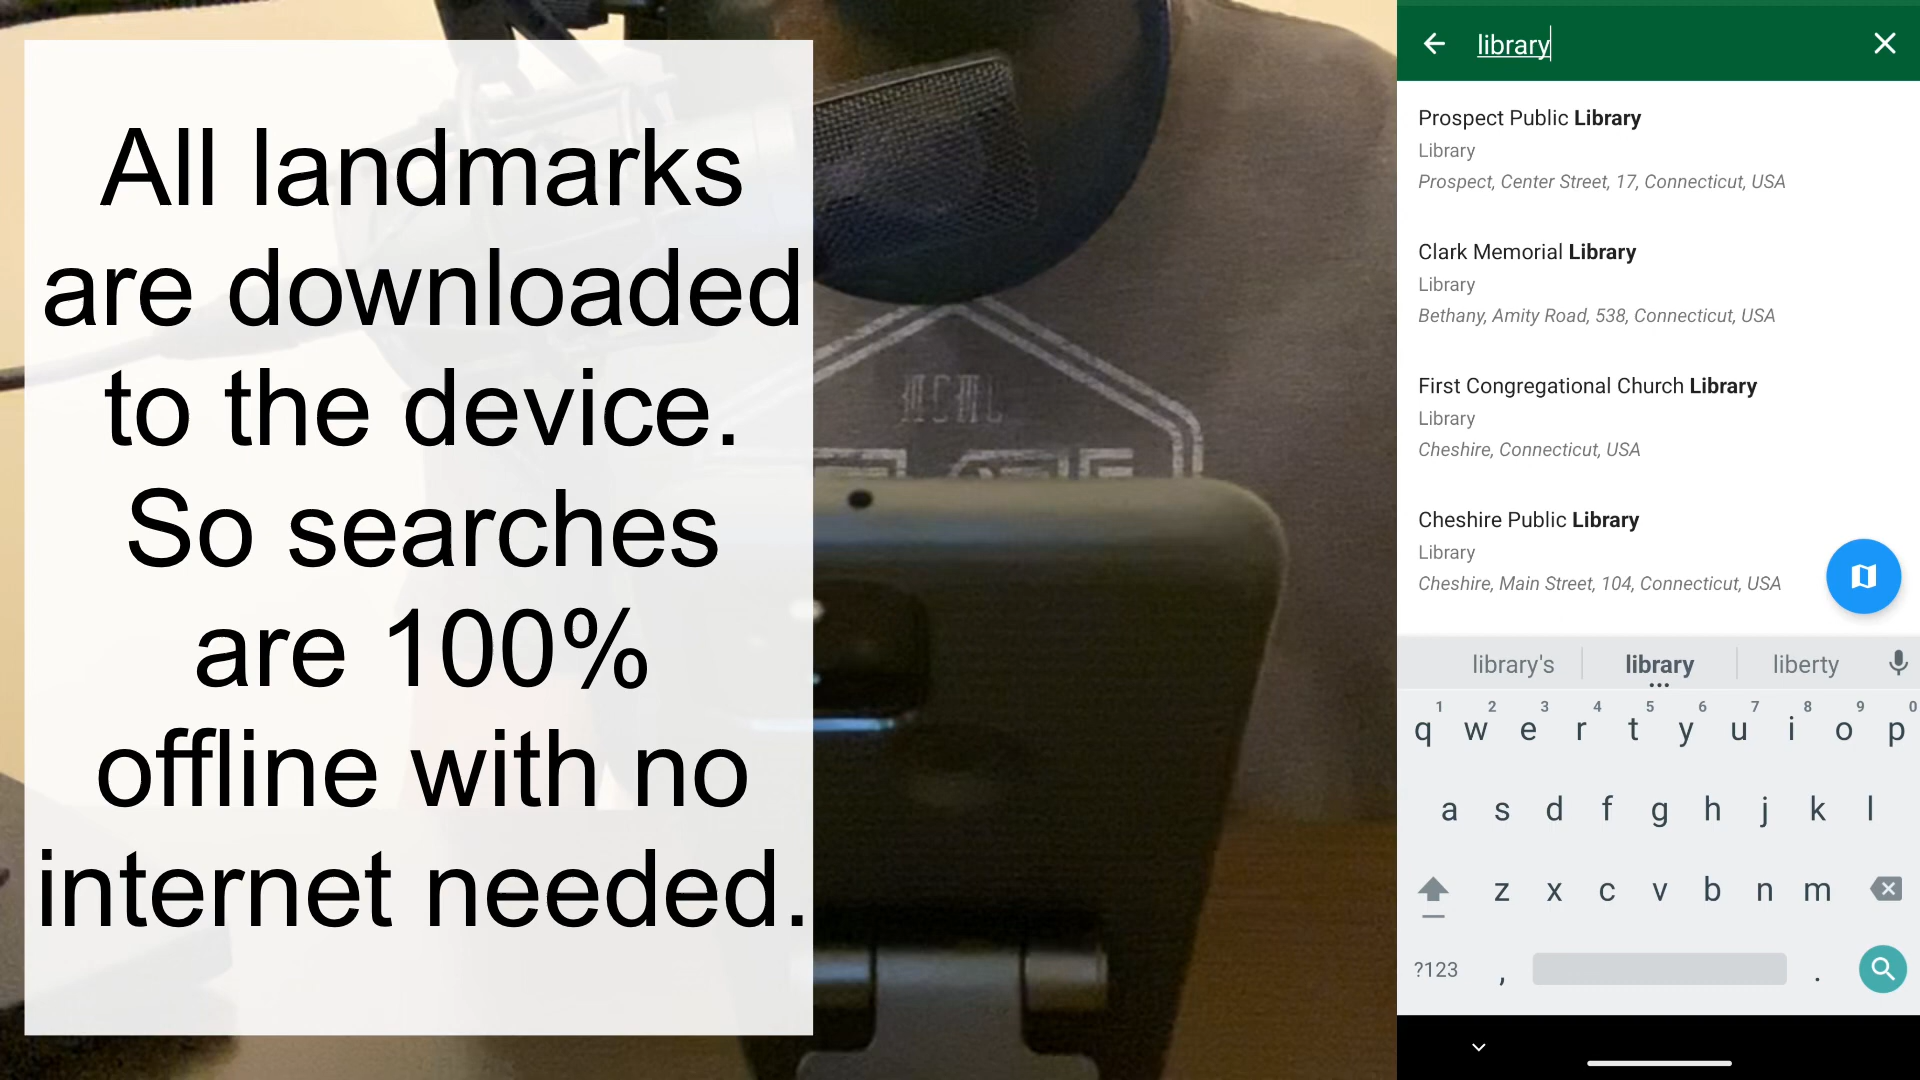 All landmarks
are downloaded
to the device.
So searches
are 100%
offline with no
internet needed.
library
Prospect Public Library
Library
Prospect, Center Street, 17, Connecticut, USA
Clark Memorial Library
Library
Bethany, Amity Road, 538, Connecticut, USA
First Congregational Church Library
Library
Cheshire, Connecticut, USA
Cheshire Public Library
Library
Cheshire, Main Street, 104, Connecticut, USA
library's library liberty
1 2 3 4 5 6 7 8 9 0
q w e r t y u i o p
a s d f g h j k l
z x c v b n m
?123 , .